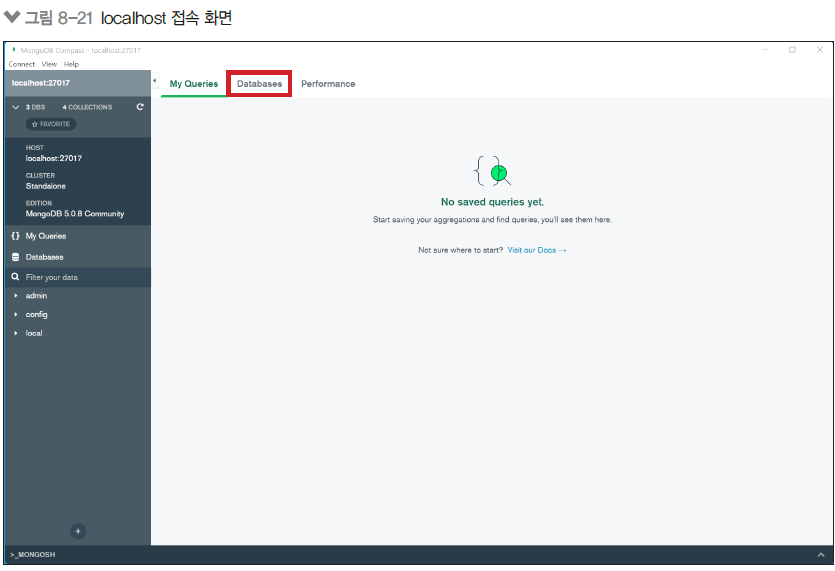 그림 8-21 localhost 접속 화면
MongoDB Compass - localhost:27017
Connect View Help
localhost:27017
My Queries Databases Performance
3 DBS 4 COLLECTIONS
FAVORITE
HOST
localhost:27017
CLUSTER
Standalone
EDITION
MongoDB 5.0.8 Community
{} My Queries
Databases
Filter your data
admin
config
local
No saved queries yet.
Start saving your aggregations and find queries, you'll see them here.
Not sure where to start? Visit our Docs →
>_MONGOSH